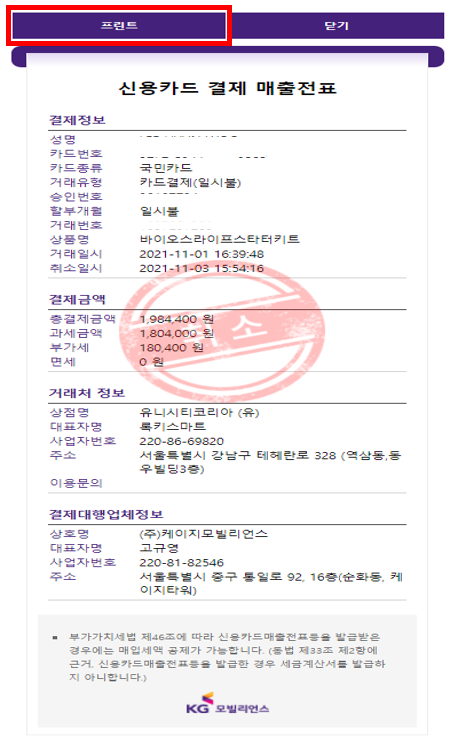 프린트 닫기
신용카드 결제 매출전표
결제정보
성명
카드번호
카드종류 국민카드
거래유형 카드결제(일시불)
승인번호
할부개월 일시불
거래번호
상품명 바이오스라이프스타터키트
거래일시 2021-11-01 16:39:48
취소일시 2021-11-03 15:54:16
결제금액
총결제금액 1,984,400 원
과세금액 1,804,000 원
부가세 180,400 원
면세 0 원
취소
거래처 정보
상점명 유니시티코리아 (유)
대표자명 록키스마트
사업자번호 220-86-69820
주소 서울특별시 강남구 테헤란로 328 (역삼동,동
우빌딩3층)
이용문의
결제대행업체정보
상호명 (주)케이지모빌리언스
대표자명 고규영
사업자번호 220-81-82546
주소 서울특별시 중구 통일로 92, 16층(순화동, 케
이지타워)
부가가치세법 제46조에 따라 신용카드매출전표등을 발급받은
경우에는 매입세액 공제가 가능합니다. (동법 제33조 제2항에
근거, 신용카드매출전표등을 발급한 경우 세금계산서를 발급하
지 아니합니다.)
KG 모빌리언스